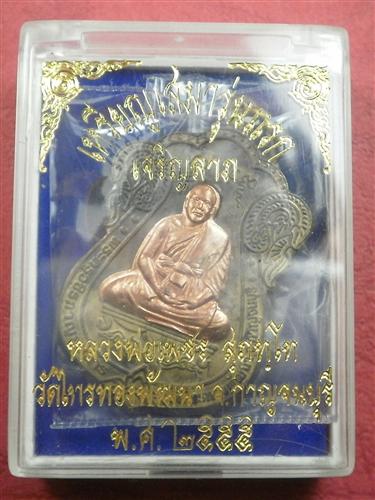 เหรียญเสมารุ่นแรก
เจริญลาภ
หลวงพ่อเพชร สุภทฺโท
วัดไทรทองพัฒนา จ.กาญจนบุรี
พ.ศ.๒๕๕๕